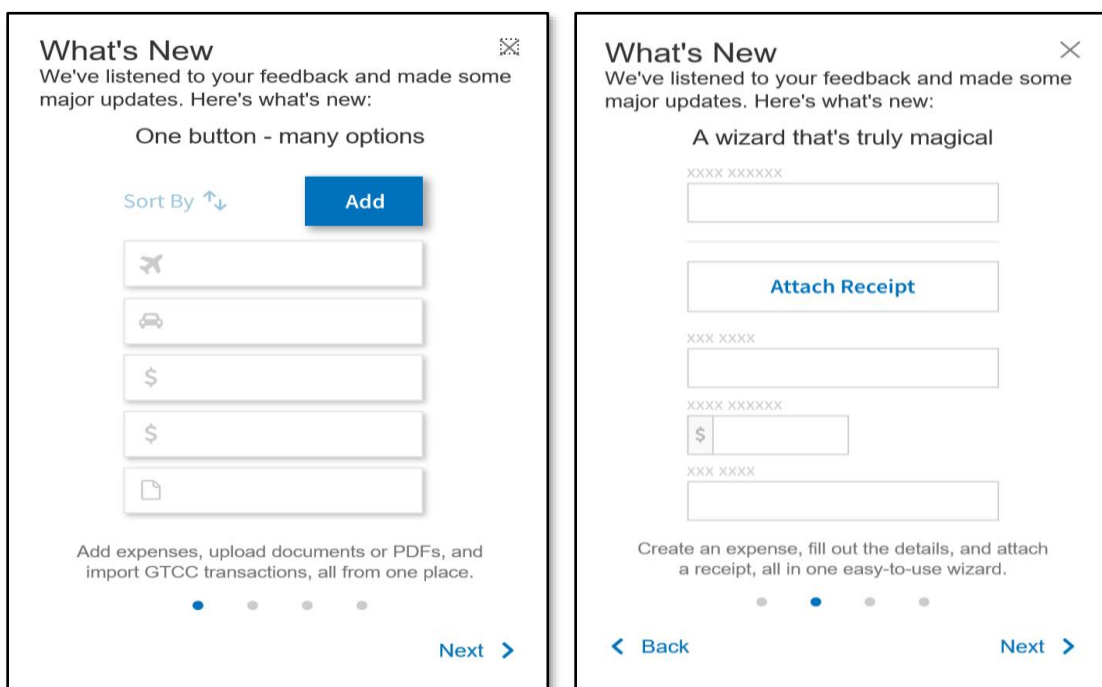 What's New
We've listened to your feedback and made some
major updates. Here's what's new:
One button - many options
Sort By
Add
$
$
Add expenses, upload documents or PDFs, and
import GTCC transactions, all from one place.
Next
What's New
We've listened to your feedback and made some
major updates. Here's what's new:
A wizard that's truly magical
XXXX XXXXXX
Attach Receipt
XXX XXXX
XXXX XXXXXX
$
XXX XXXX
Create an expense, fill out the details, and attach
a receipt, all in one easy-to-use wizard.
Back
Next